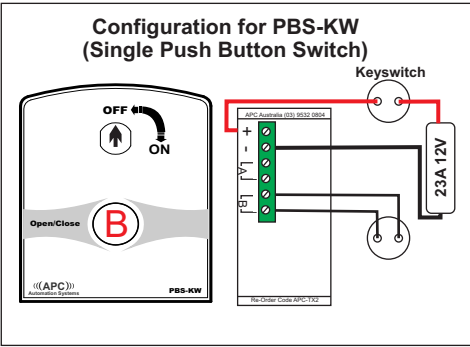 Configuration for PBS-KW
(Single Push Button Switch)
Keyswitch
OFF
ON
Open/Close
B
((((APC))))
Automation Systems
PBS-KW
APC Australia (03) 9532 0804
+
-
A
B
23A 12V
Re-Order Code APC-TX2